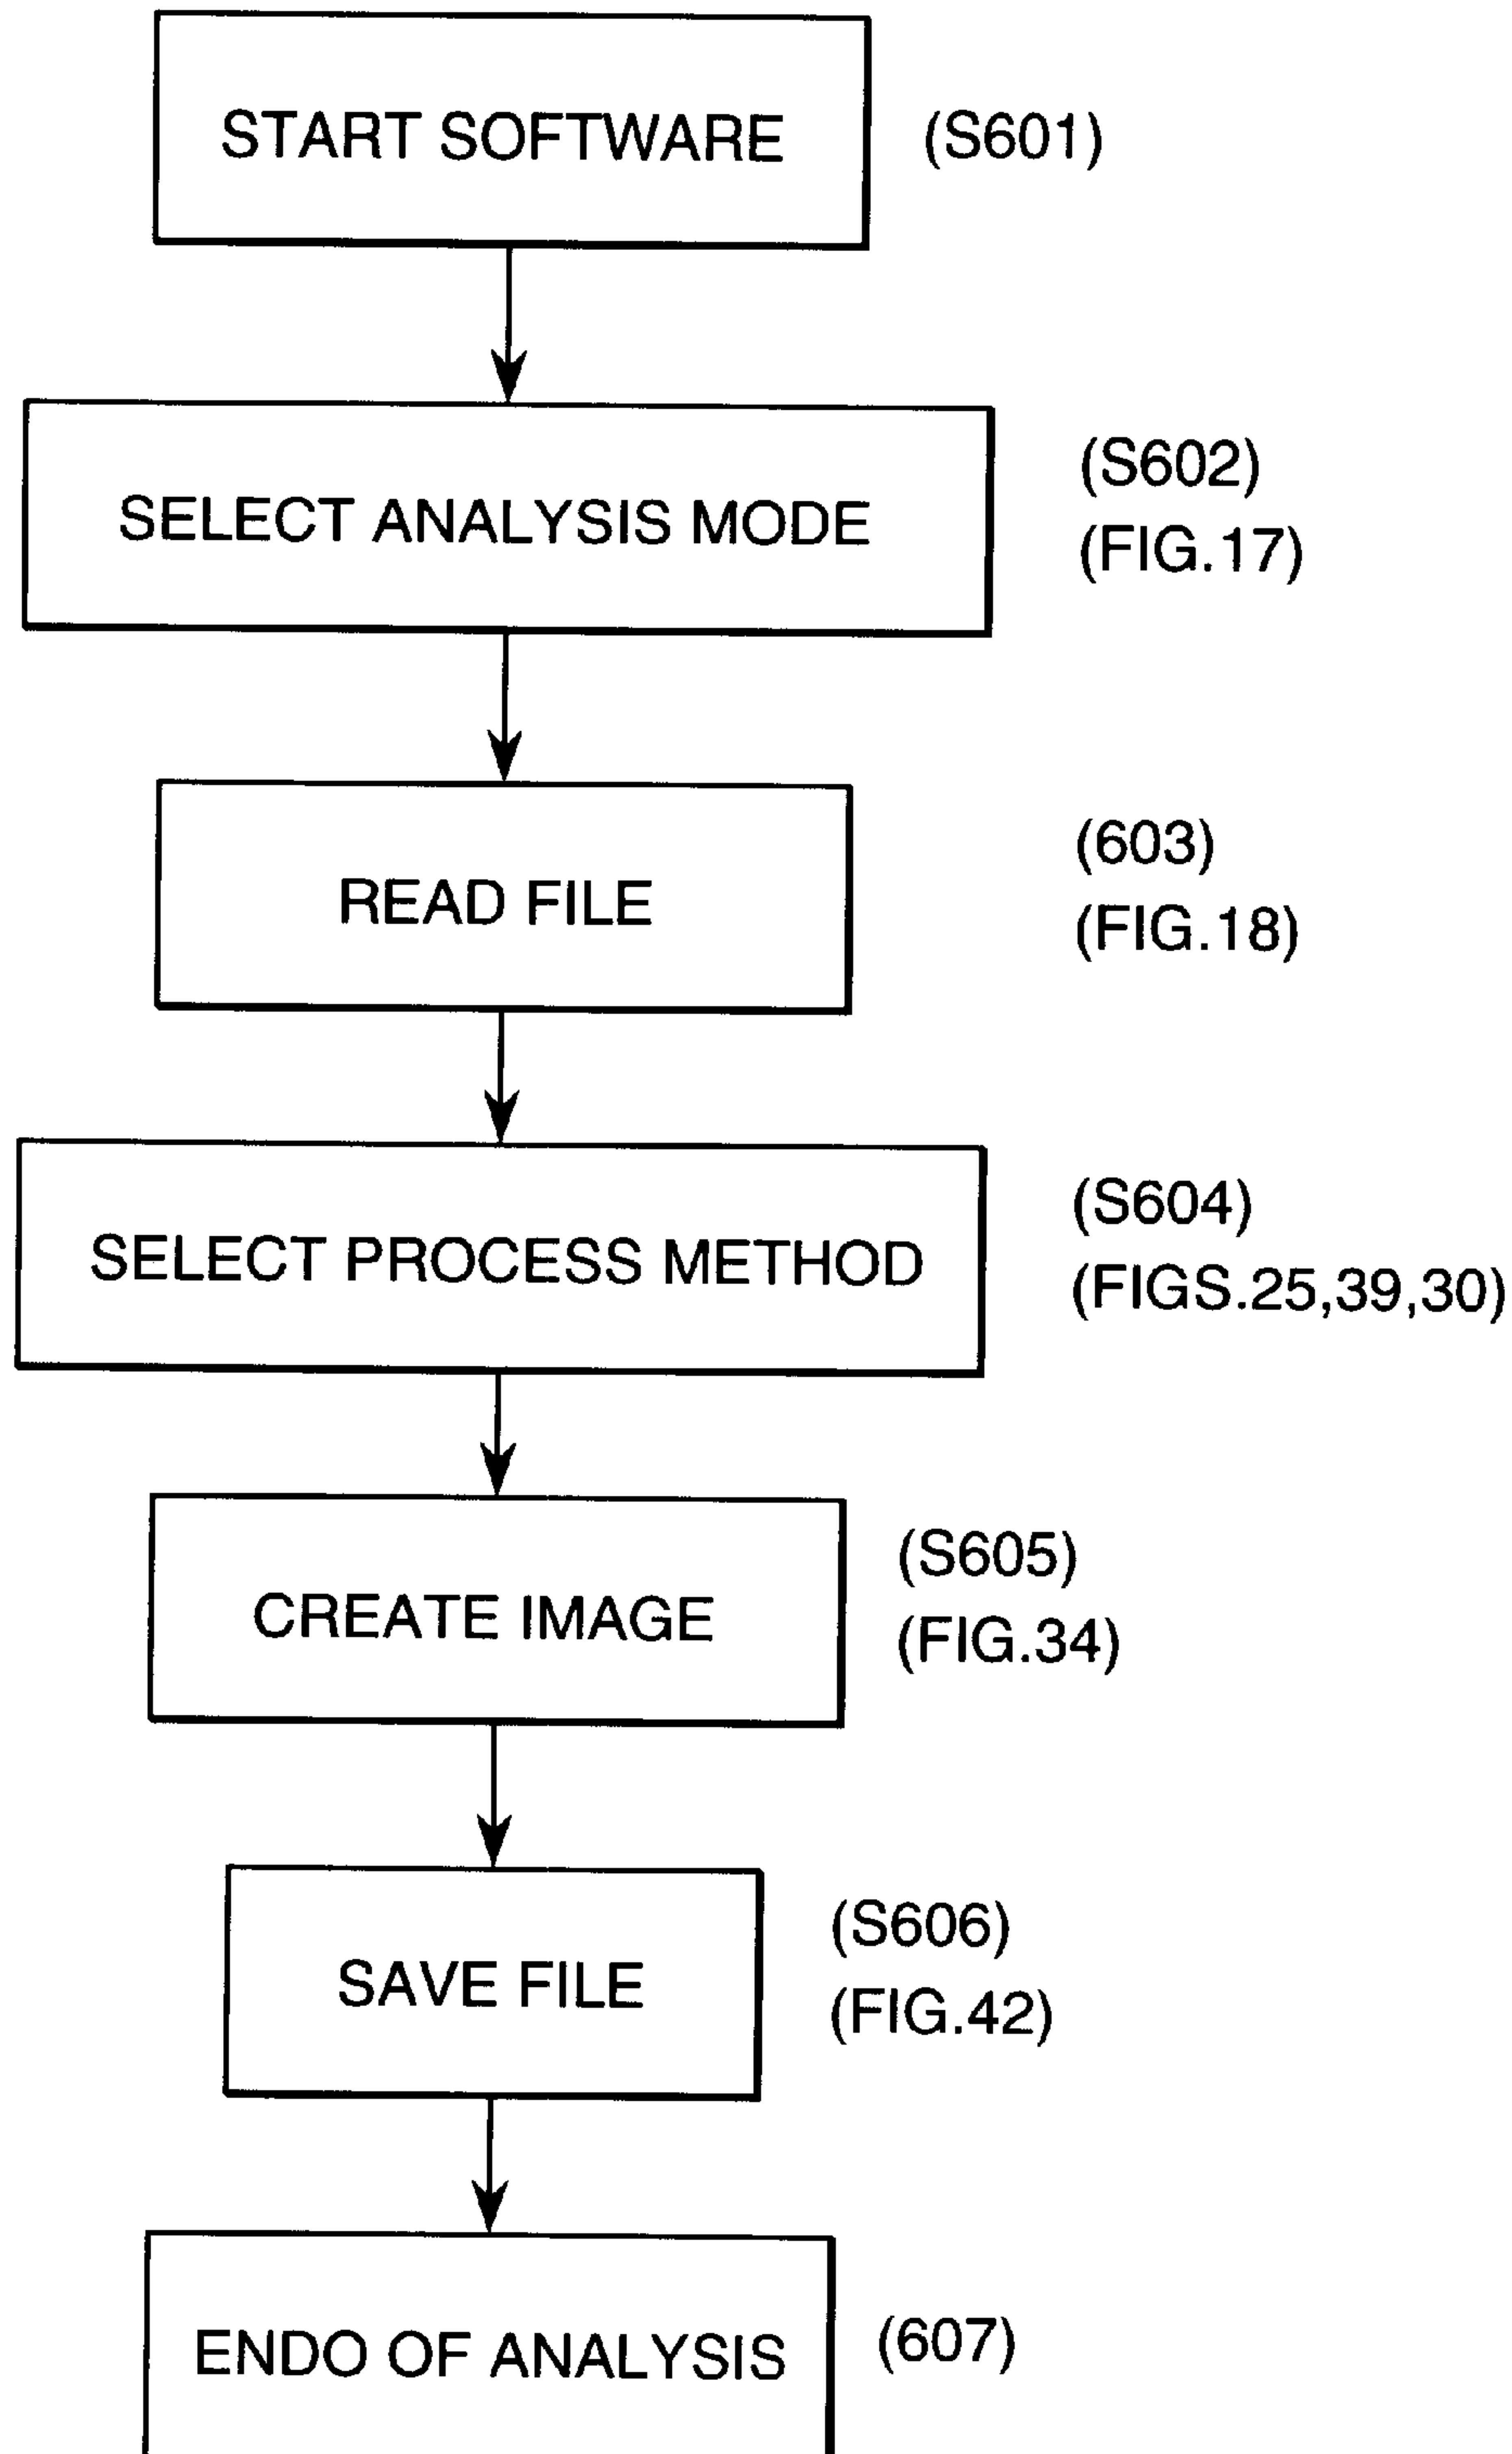 START SOFTWARE (S601)
SELECT ANALYSIS MODE
(S602)
(FIG.17)
READ FILE
(603)
(FIG.18)
SELECT PROCESS METHOD
(S604)
(FIGS.25,39,30)
CREATE IMAGE
(S605)
(FIG.34)
SAVE FILE
(S606)
(FIG.42)
ENDO OF ANALYSIS (607)